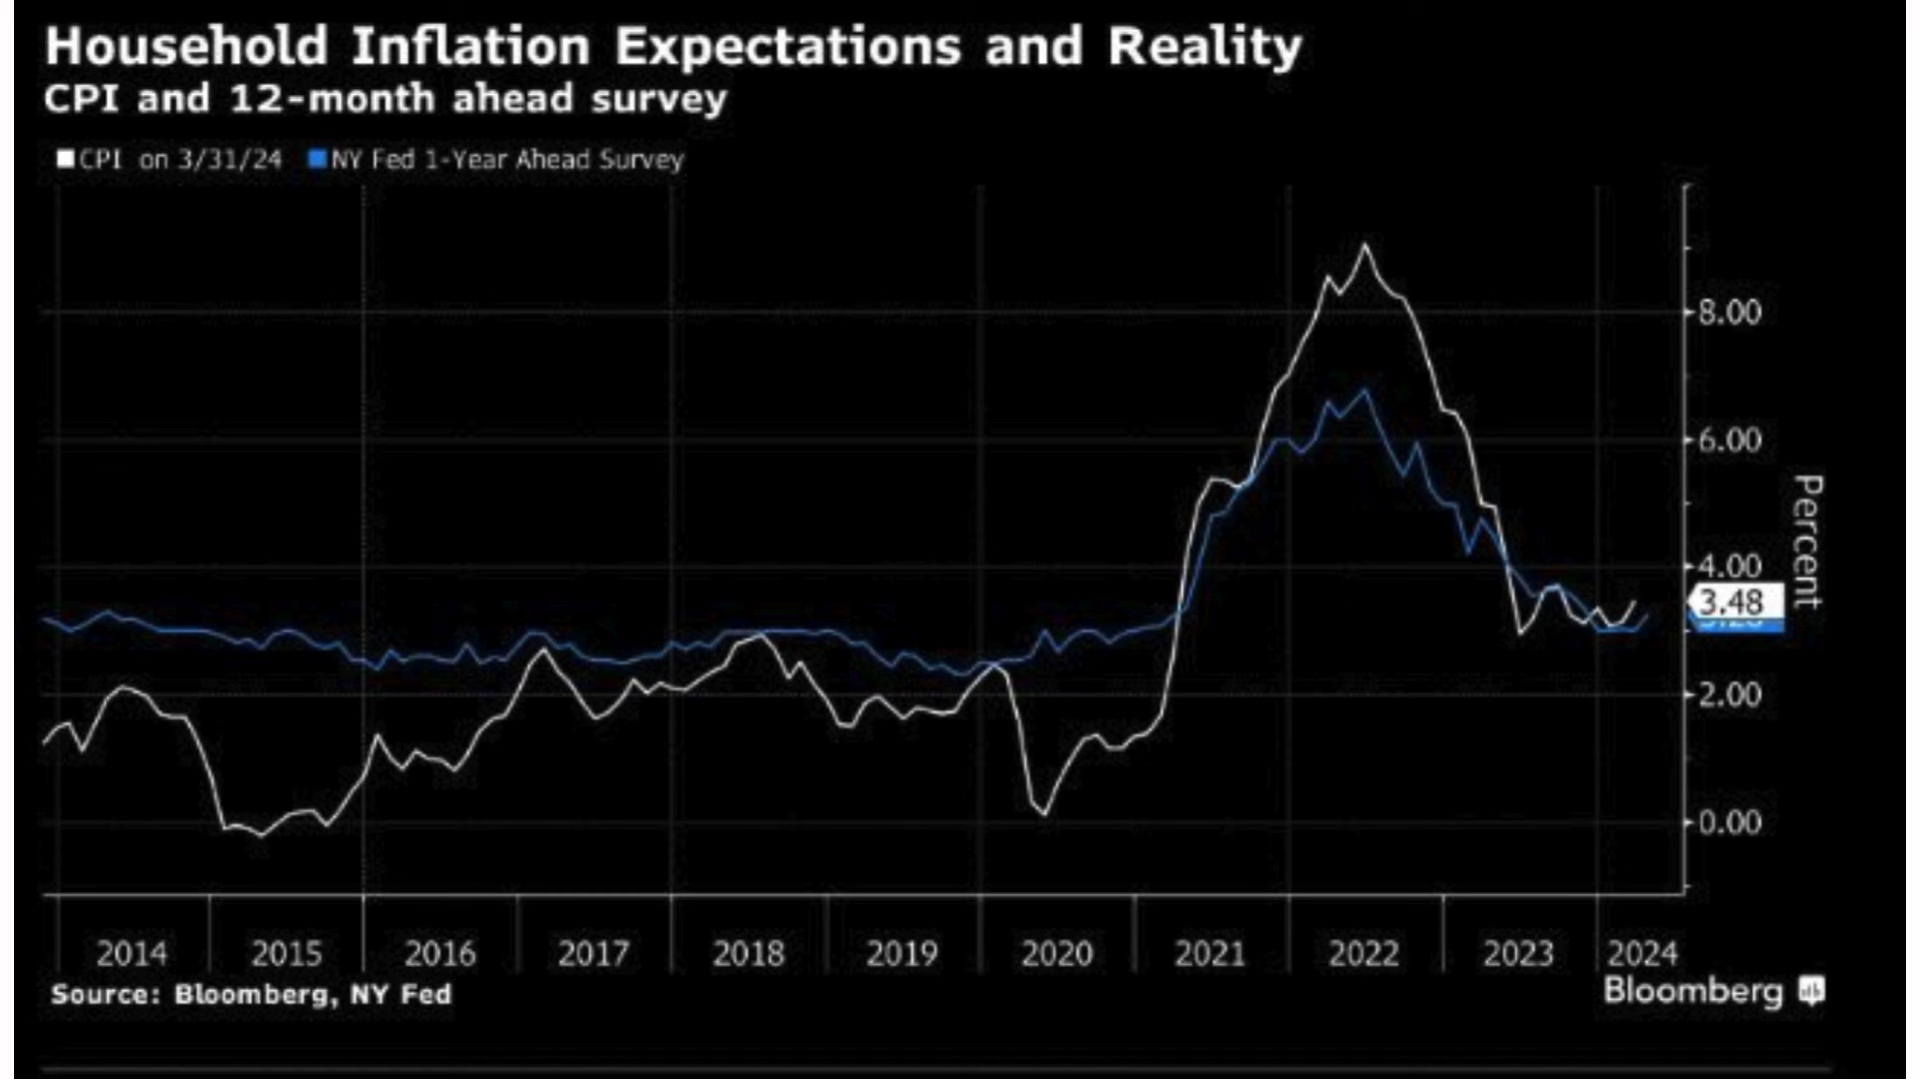 Household Inflation Expectations and Reality
CPI and 12-month ahead survey
CPI on 3/31/24 NY Fed 1-Year Ahead Survey
8.00
6.00
4.00
3.48
2.00
0.00
Percent
2014 2015 2016 2017 2018 2019 2020 2021 2022 2023 2024
Source: Bloomberg, NY Fed
Bloomberg